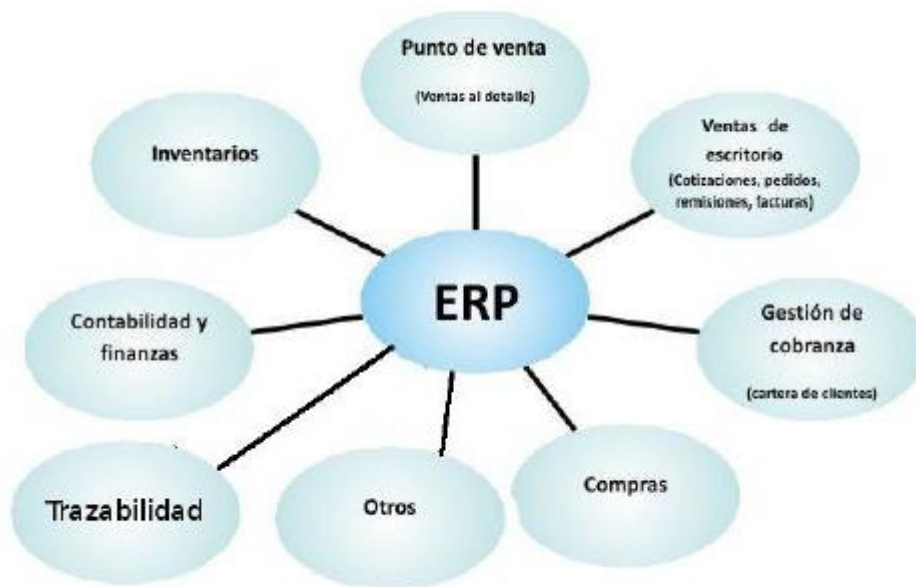 Punto de venta
(Ventas al detalle)
Ventas de
escritorio
(Cotizaciones, pedidos,
remisiones, facturas)
Inventarios
ERP
Contabilidad y
finanzas
Gestión de
cobranza
(cartera de clientes)
Trazabilidad
Otros
Compras